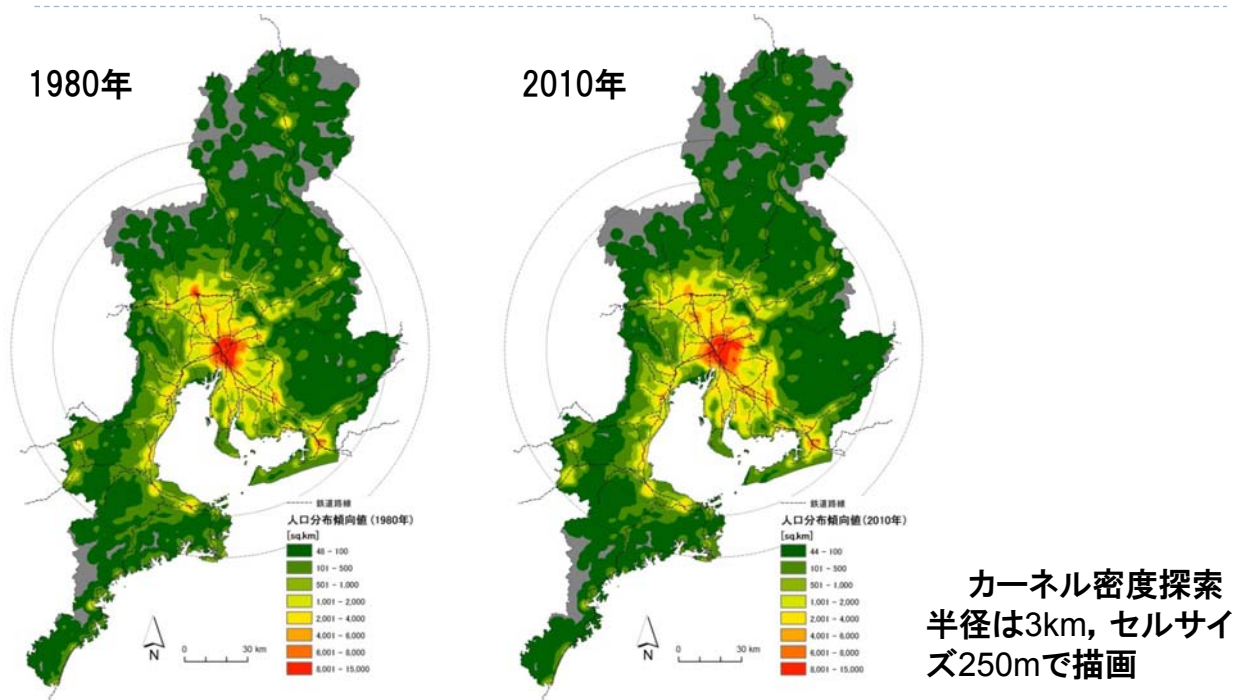 1980年
2010年
鉄道路線
人口分布傾向値(1980年)
[sq.km]
48 - 100
101 - 500
501 - 1,000
1,001 - 2,000
2,001 - 4,000
4,001 - 6,000
6,001 - 8,000
8,001 - 15,000
N
0
30 km
鉄道路線
人口分布傾向値(2010年)
[sq.km]
44 - 100
101 - 500
501 - 1,000
1,001 - 2,000
2,001 - 4,000
4,001 - 6,000
6,001 - 8,000
8,001 - 15,000
N
0
30 km
カーネル密度探索
半径は3km, セルサイ
ズ250mで描画